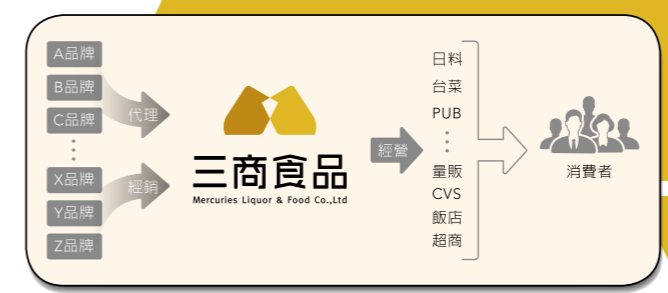 A品牌
B品牌
C品牌
⋮
X品牌
Y品牌
Z品牌
代理
經銷
三商食品
Mercuries Liquor & Food Co.,Ltd
經營
日料
台菜
PUB
⋮
量販
CVS
飯店
超商
消費者